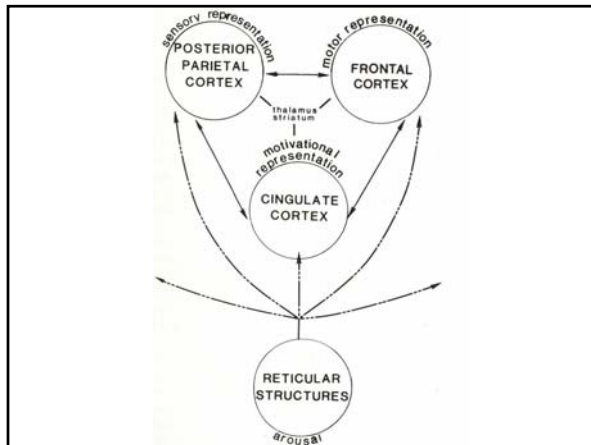 sensory representation
POSTERIOR
PARIETAL
CORTEX
motor representation
FRONTAL
CORTEX
thalamus
striatum
motivational
representation
CINGULATE
CORTEX
RETICULAR
STRUCTURES
arousal